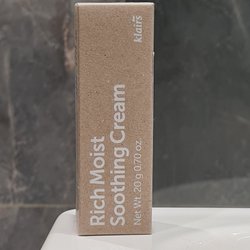 klairs
Rich Moist
Soothing Cream
Net Wt. 20 g 0.70 oz.